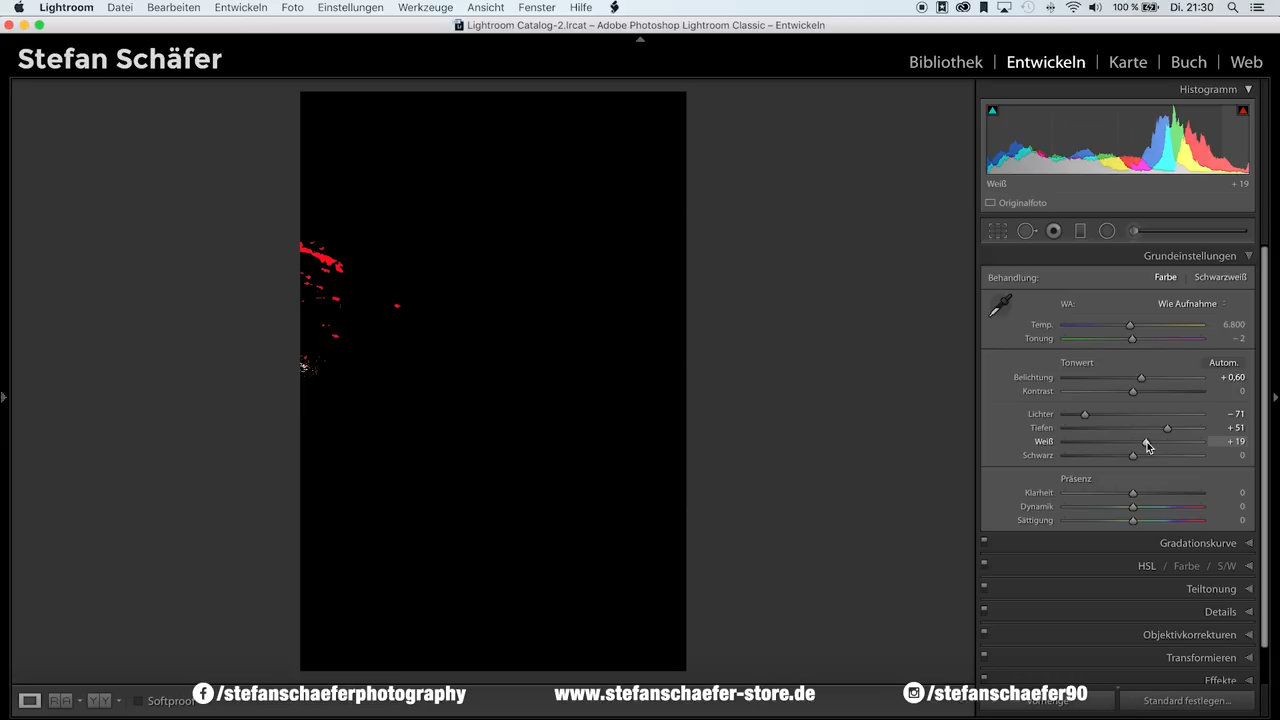 Lightroom Datei Bearbeiten Entwickeln Foto Einstellungen Werkzeuge Ansicht Fenster Hilfe 100 % Di. 21:30
Lightroom Catalog-2.lrcat – Adobe Photoshop Lightroom Classic – Entwickeln
Stefan Schäfer
Bibliothek | Entwickeln | Karte | Buch | Web
Histogramm
Weiß + 19
Originalfoto
Grundeinstellungen
Behandlung: Farbe Schwarzweiß
WA: Wie Aufnahme
Temp. 6.800
Tonung – 2
Tonwert Autom.
Belichtung + 0,60
Kontrast 0
Lichter – 71
Tiefen + 51
Weiß + 19
Schwarz 0
Präsenz
Klarheit 0
Dynamik 0
Sättigung 0
Gradationskurve
HSL / Farbe / S/W
Teiltonung
Details
Objektivkorrekturen
Transformieren
Effekte
Softproof
/stefanschaeferphotography
www.stefanschaefer-store.de
/stefanschaefer90
Vorherige
Standard festlegen...